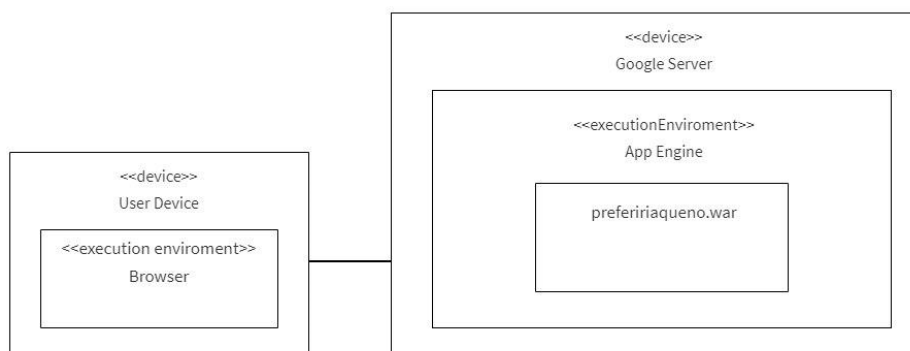 <<device>>
Google Server
<<executionEnviroment>>
App Engine
prefeririaqueno.war
<<device>>
User Device
<<execution enviroment>>
Browser